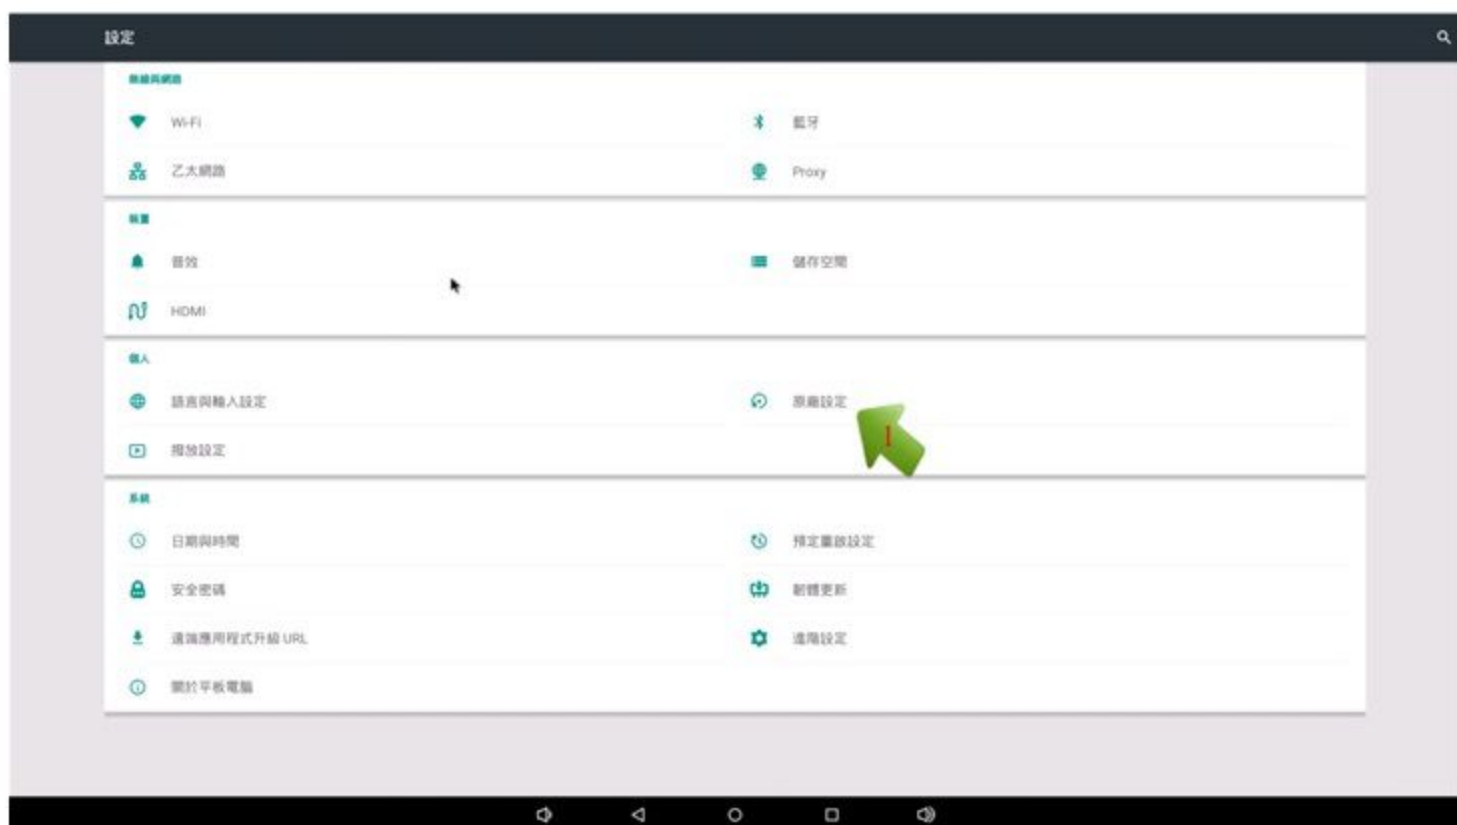 設定
無線與網路
Wi-Fi
藍牙
乙太網路
Proxy
裝置
音效
儲存空間
HDMI
個人
語言與輸入設定
原廠設定
1
撥放設定
系統
日期與時間
預定重啟設定
安全密碼
韌體更新
遠端應用程式升級 URL
進階設定
關於平板電腦